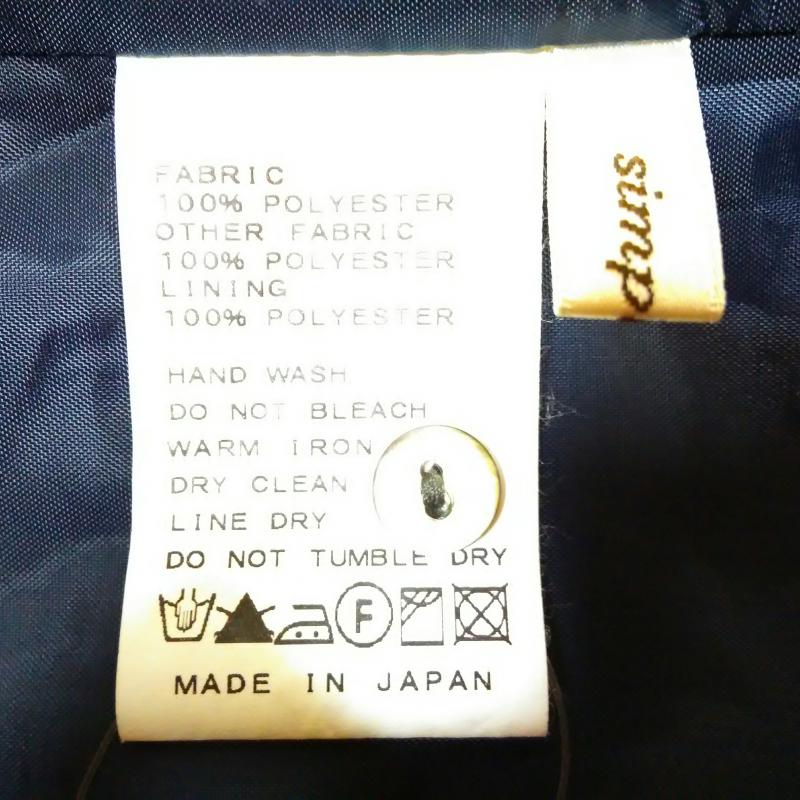 FABRIC
100% POLYESTER
OTHER FABRIC
100% POLYESTER
LINING
100% POLYESTER
HAND WASH
DO NOT BLEACH
WARM IRON
DRY CLEAN
LINE DRY
DO NOT TUMBLE DRY
F
MADE IN JAPAN
simp